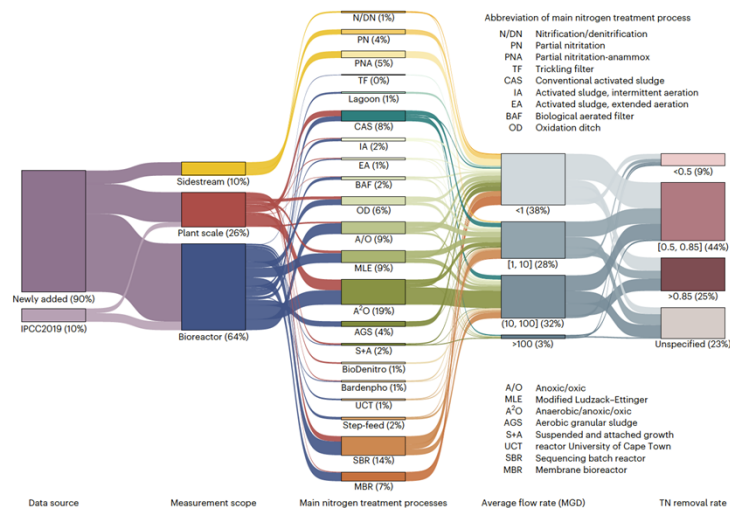 Abbreviation of main nitrogen treatment process
N/DN Nitrification/denitrification
PN Partial nitritation
PNA Partial nitritation-anammox
TF Trickling filter
CAS Conventional activated sludge
IA Activated sludge, intermittent aeration
EA Activated sludge, extended aeration
BAF Biological aerated filter
OD Oxidation ditch
Newly added (90%)
IPCC2019 (10%)
Sidestream (10%)
Plant scale (26%)
Bioreactor (64%)
N/DN (1%)
PN (4%)
PNA (5%)
TF (0%)
Lagoon (1%)
CAS (8%)
IA (2%)
EA (1%)
BAF (2%)
OD (6%)
A/O (9%)
MLE (9%)
A²O (19%)
AGS (4%)
S+A (2%)
BioDenitro (1%)
Bardenpho (1%)
UCT (1%)
Step-feed (2%)
SBR (14%)
MBR (7%)
<1 (38%)
[1, 10] (28%)
(10, 100] (32%)
>100 (3%)
<0.5 (9%)
[0.5, 0.85] (44%)
>0.85 (25%)
Unspecified (23%)
A/O Anoxic/oxic
MLE Modified Ludzack–Ettinger
A²O Anaerobic/anoxic/oxic
AGS Aerobic granular sludge
S+A Suspended and attached growth
UCT reactor University of Cape Town
SBR Sequencing batch reactor
MBR Membrane bioreactor
Data source
Measurement scope
Main nitrogen treatment processes
Average flow rate (MGD)
TN removal rate